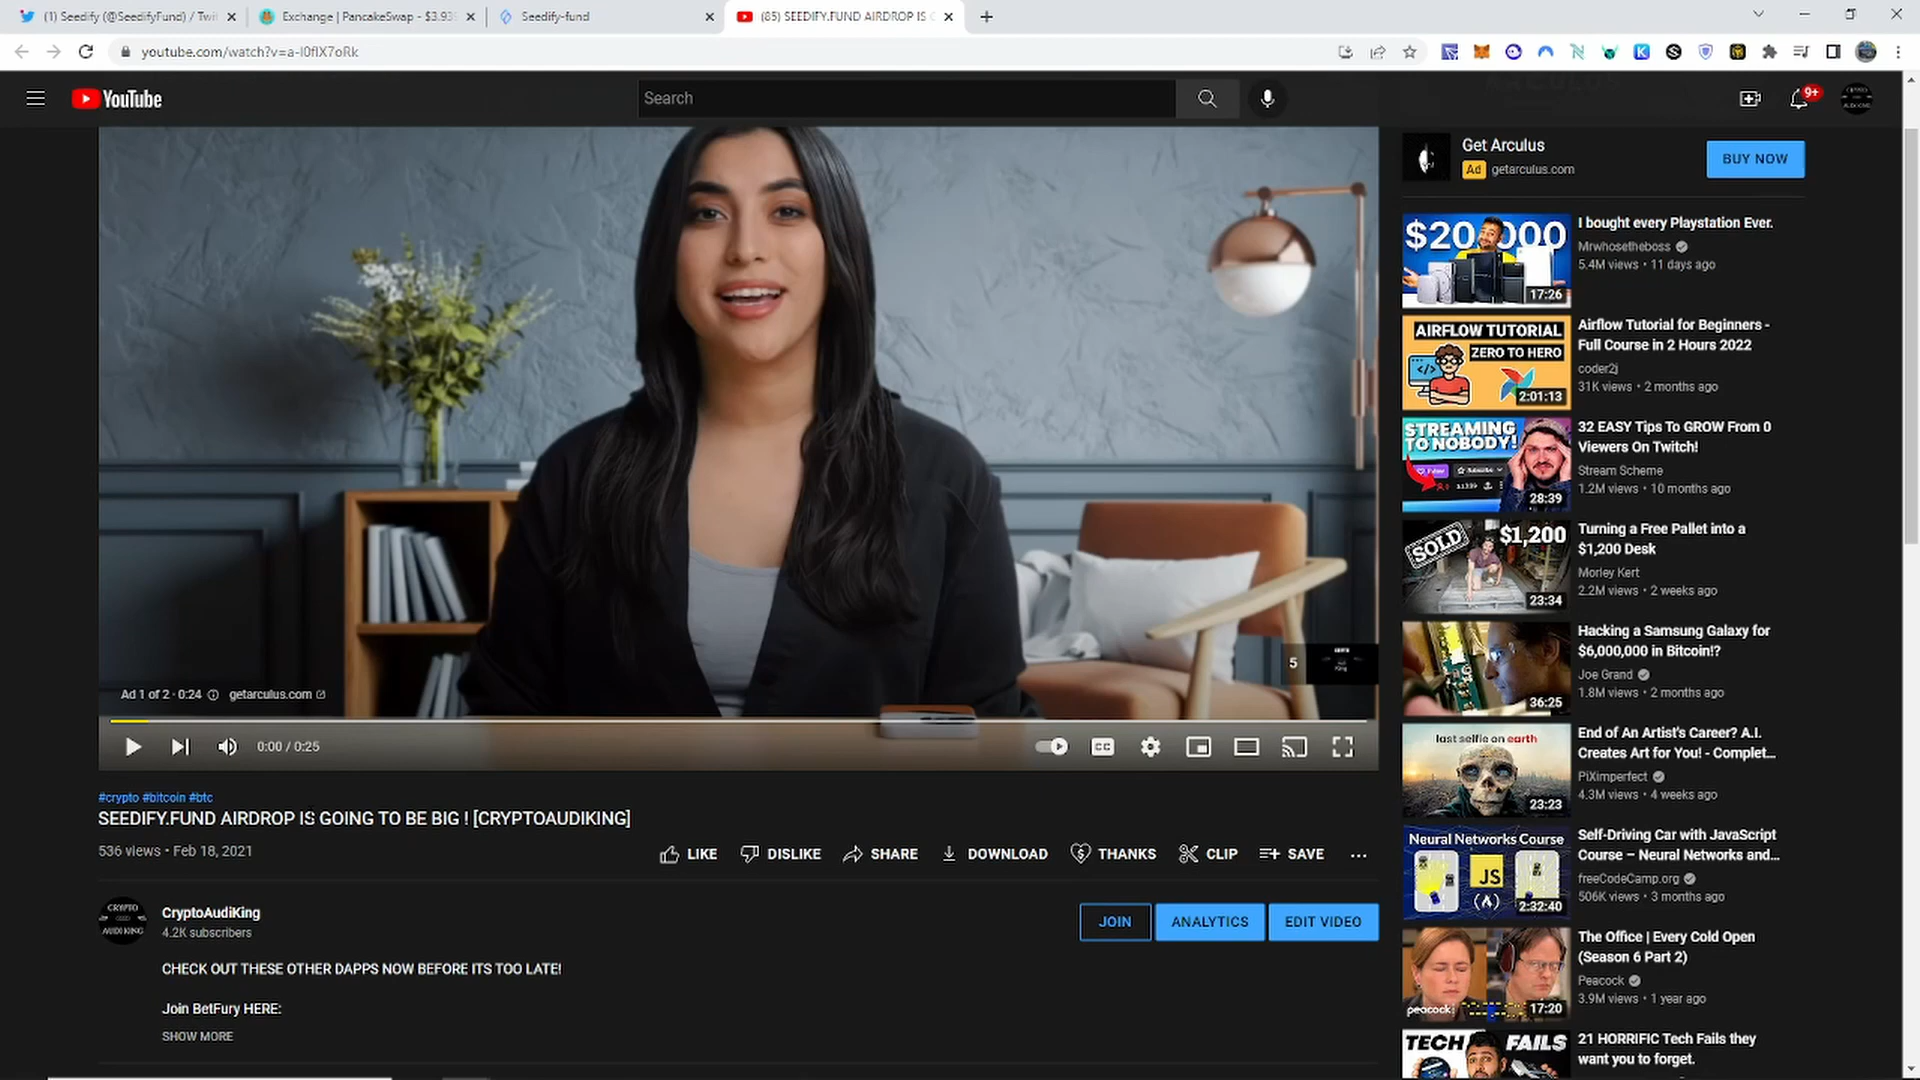 (1) Seedify (@SeedifyFund) / Twit
Exchange | PancakeSwap - $3.93
Seedify-fund
(85) SEEDIFY.FUND AIRDROP IS
youtube.com/watch?v=a-I0flX7oRk
YouTube
Search
9+
Get Arculus
Ad getarculus.com
BUY NOW
$20,000
17:26
I bought every Playstation Ever.
Mrwhosetheboss
5.4M views • 11 days ago
AIRFLOW TUTORIAL
ZERO TO HERO
2:01:13
Airflow Tutorial for Beginners -
Full Course in 2 Hours 2022
coder2j
31K views • 2 months ago
STREAMING
TO NOBODY!
28:39
32 EASY Tips To GROW From 0
Viewers On Twitch!
Stream Scheme
1.2M views • 10 months ago
SOLD
$1,200
23:34
Turning a Free Pallet into a
$1,200 Desk
Morley Kert
2.2M views • 2 weeks ago
36:25
Hacking a Samsung Galaxy for
$6,000,000 in Bitcoin!?
Joe Grand
1.8M views • 2 months ago
last selfie on earth
23:23
End of An Artist's Career? A.I.
Creates Art for You! - Complet...
PiXimperfect
4.3M views • 4 weeks ago
Neural Networks Course
JS
2:32:40
Self-Driving Car with JavaScript
Course – Neural Networks and...
freeCodeCamp.org
506K views • 3 months ago
peacock
17:20
The Office | Every Cold Open
(Season 6 Part 2)
Peacock
3.9M views • 1 year ago
TECH FAILS
21 HORRIFIC Tech Fails they
want you to forget.
5
Ad 1 of 2 · 0:24
getarculus.com
0:00 / 0:25
CC
#crypto #bitcoin #btc
SEEDIFY.FUND AIRDROP IS GOING TO BE BIG ! [CRYPTOAUDIKING]
536 views • Feb 18, 2021
LIKE DISLIKE SHARE DOWNLOAD THANKS CLIP SAVE ...
CRYPTO
AUDI KING
CryptoAudiKing
4.2K subscribers
JOIN ANALYTICS EDIT VIDEO
CHECK OUT THESE OTHER DAPPS NOW BEFORE ITS TOO LATE!
Join BetFury HERE:
SHOW MORE